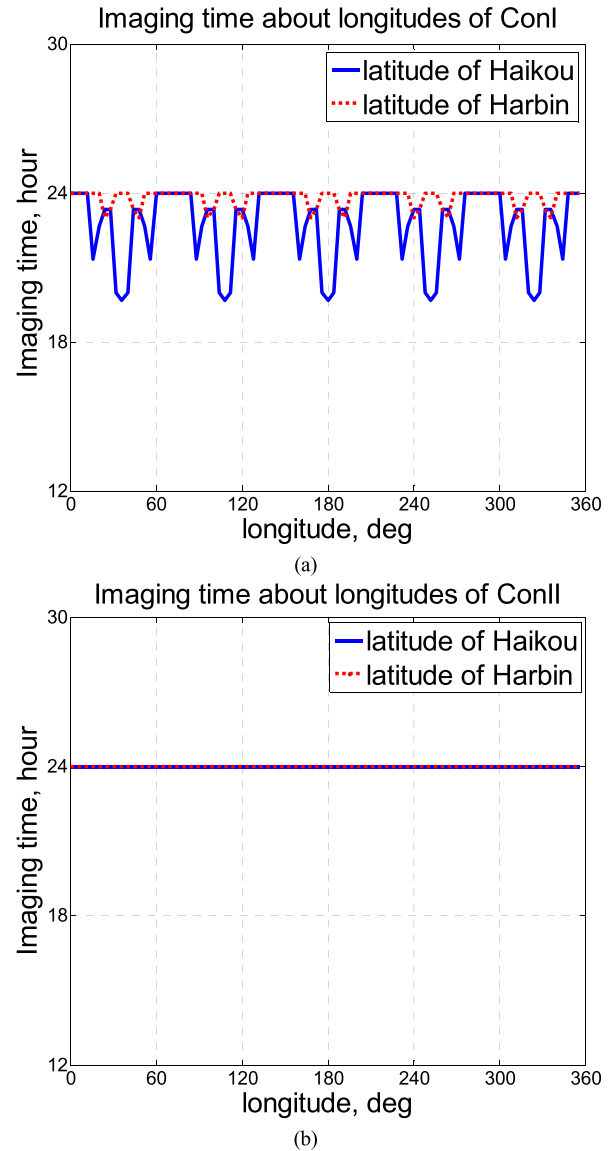 Imaging time about longitudes of ConI
30
latitude of Haikou
latitude of Harbin
24
18
12
Imaging time, hour
0 60 120 180 240 300 360
longitude, deg
(a)
Imaging time about longitudes of ConII
30
latitude of Haikou
latitude of Harbin
24
18
12
Imaging time, hour
0 60 120 180 240 300 360
longitude, deg
(b)